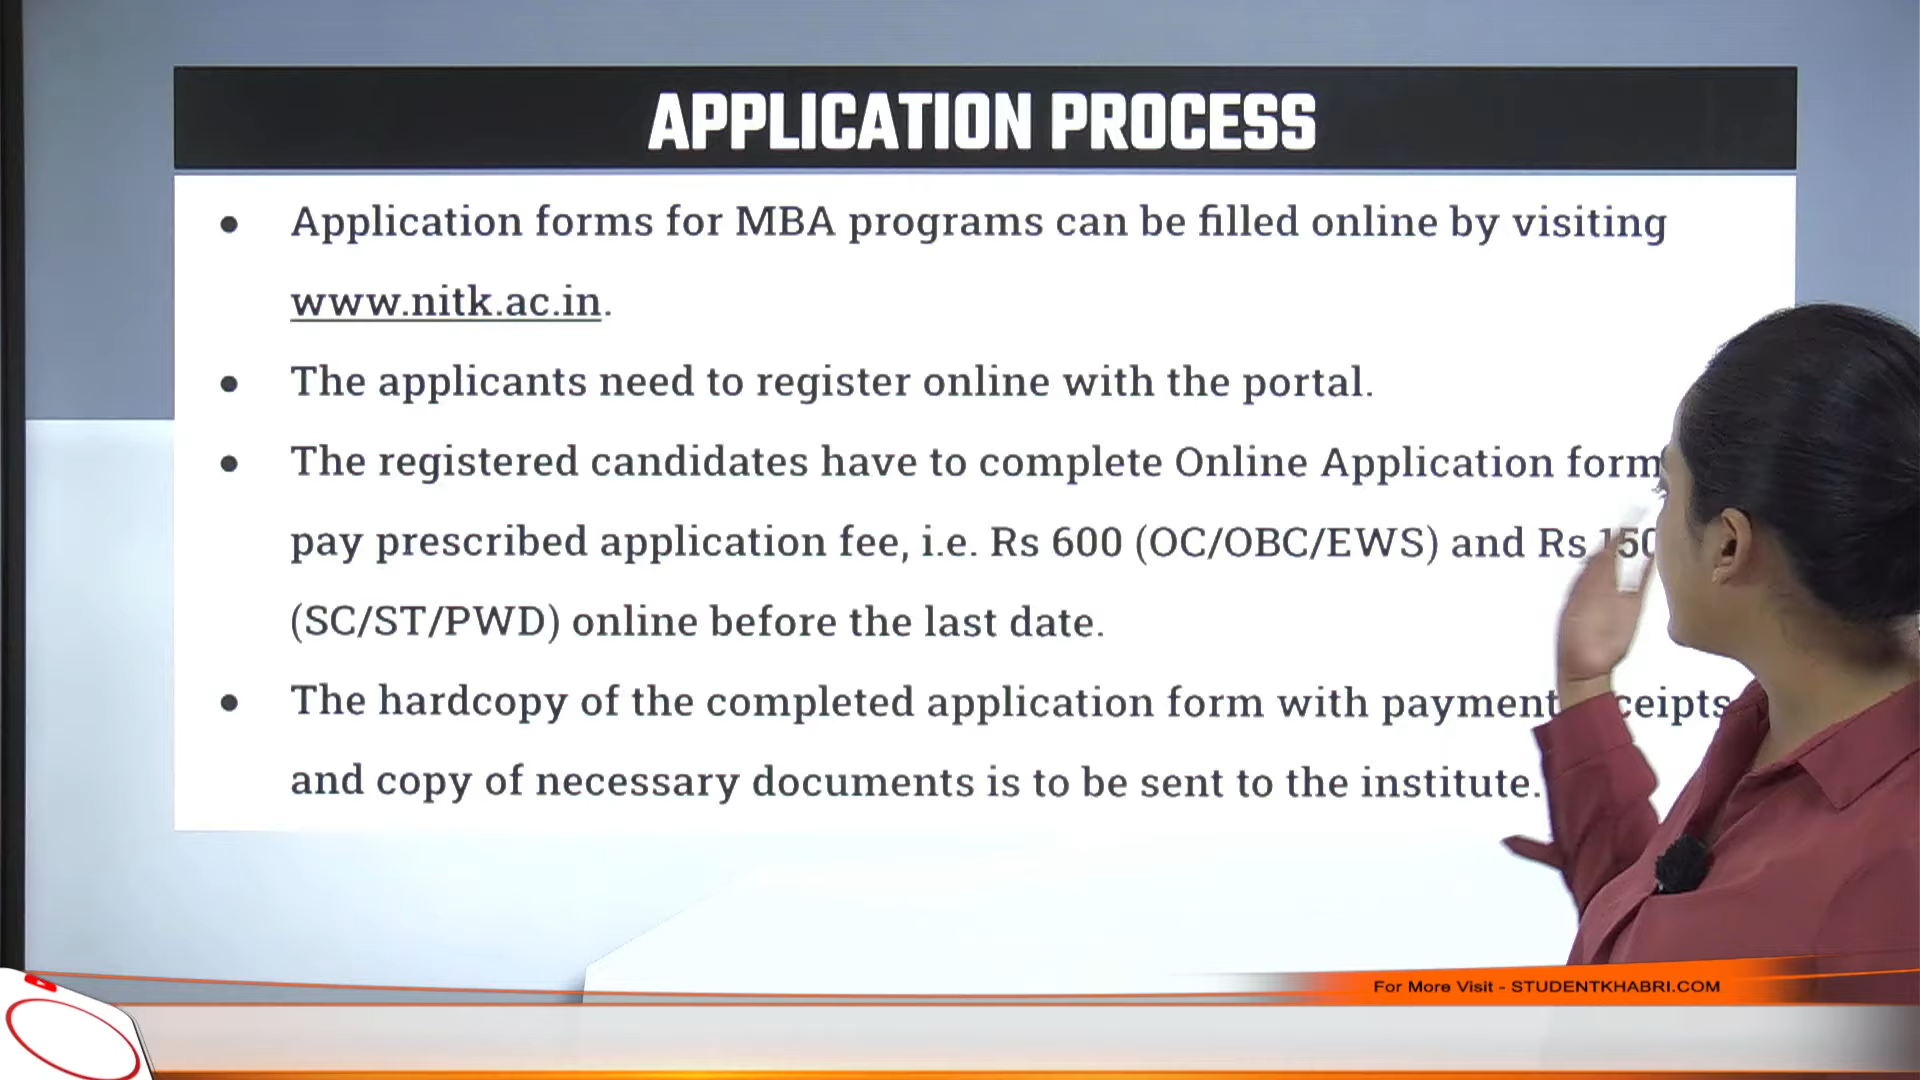 APPLICATION PROCESS
● Application forms for MBA programs can be filled online by visiting
www.nitk.ac.in.
● The applicants need to register online with the portal.
● The registered candidates have to complete Online Application form
pay prescribed application fee, i.e. Rs 600 (OC/OBC/EWS) and Rs
(SC/ST/PWD) online before the last date.
● The hardcopy of the completed application form with payment
and copy of necessary documents is to be sent to the institute.
For More Visit - STUDENTKHABRI.COM